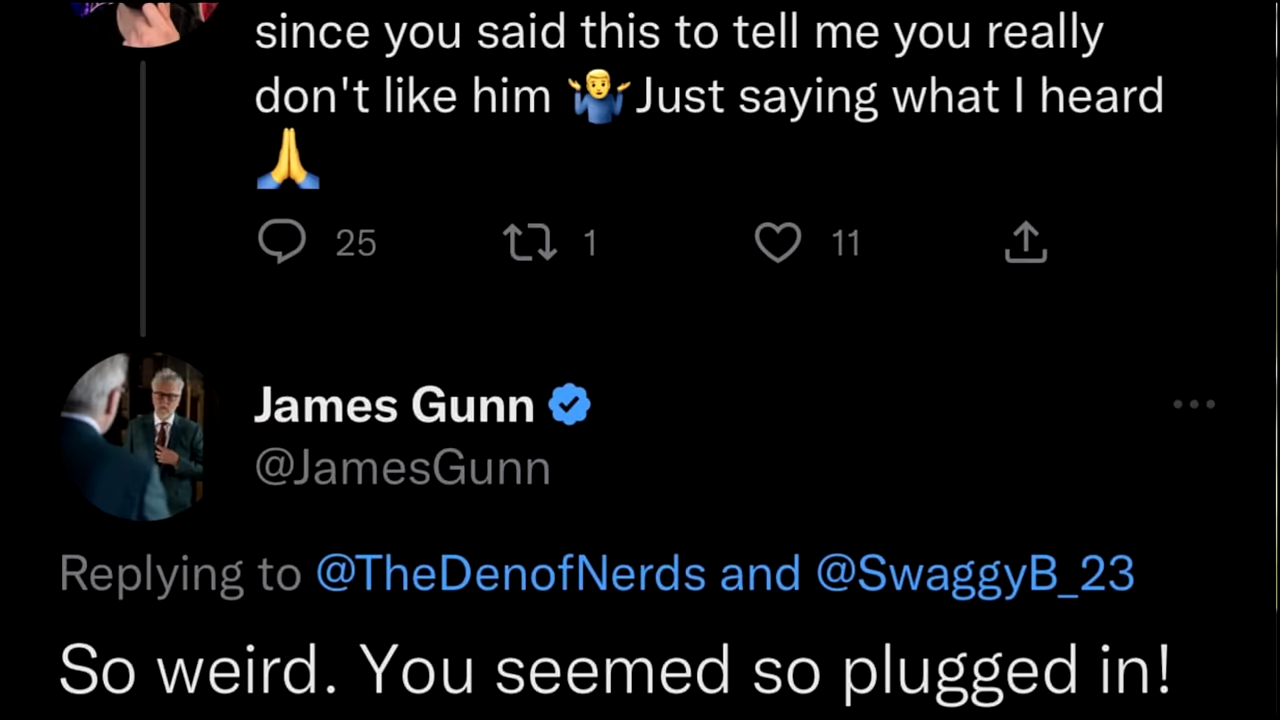 since you said this to tell me you really
don't like him 🤷‍♂️ Just saying what I heard
🙏
25 1 11
James Gunn
@JamesGunn
Replying to @TheDenofNerds and @SwaggyB_23
So weird. You seemed so plugged in!